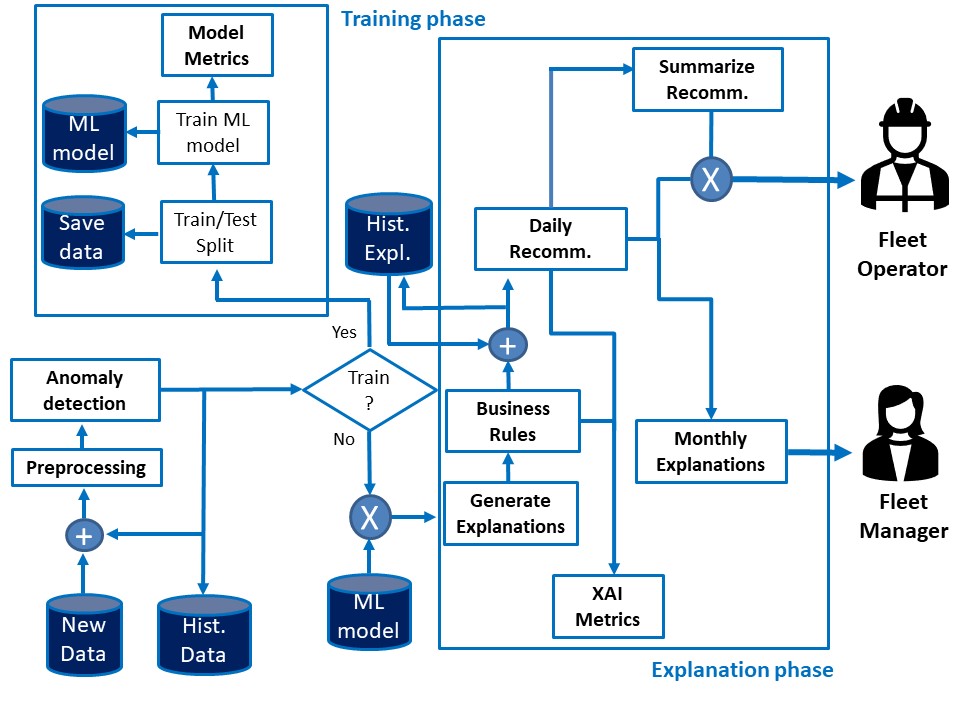 Training phase
Model
Metrics
ML
model
Train ML
model
Save
data
Train/Test
Split
Summarize
Recomm.
X
Fleet
Operator
Hist.
Expl.
Daily
Recomm.
Yes
+
Anomaly
detection
Train
?
Business
Rules
Monthly
Explanations
No
Preprocessing
Generate
Explanations
Fleet
Manager
X
+
New
Data
Hist.
Data
ML
model
XAI
Metrics
Explanation phase